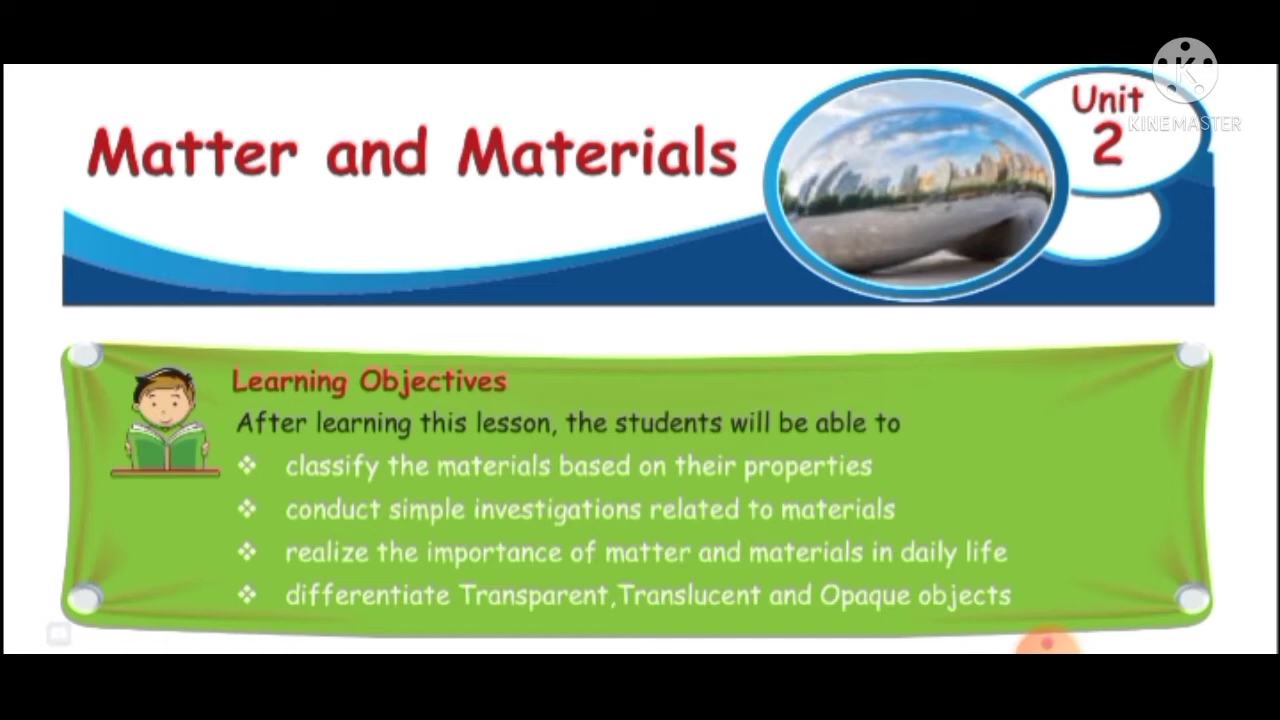 Matter and Materials
Unit
2
KINEMASTER
Learning Objectives
After learning this lesson, the students will be able to
❖ classify the materials based on their properties
❖ conduct simple investigations related to materials
❖ realize the importance of matter and materials in daily life
❖ differentiate Transparent,Translucent and Opaque objects